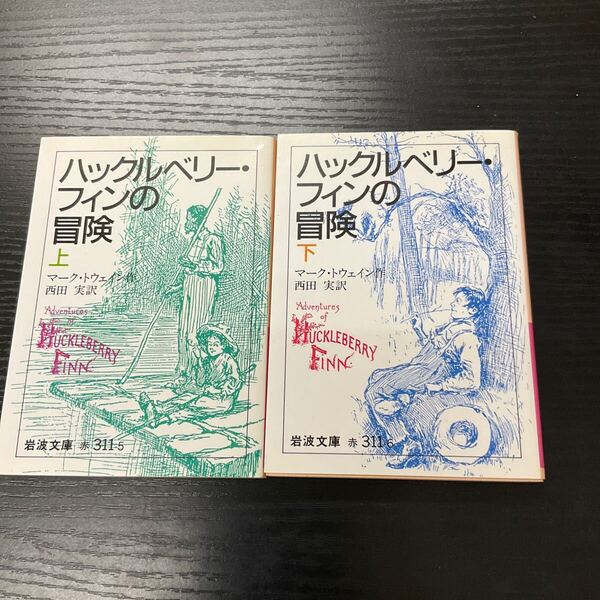 ハックルベリー・
フィンの
冒険
上
マーク・トウェイン作
西田 実訳
Adventures
of
HUCKLEBERRY
FINN
岩波文庫 赤 311-5
ハックルベリー・
フィンの
冒険
下
マーク・トウェイン作
西田 実訳
Adventures
of
HUCKLEBERRY
FINN
岩波文庫 赤 311-6